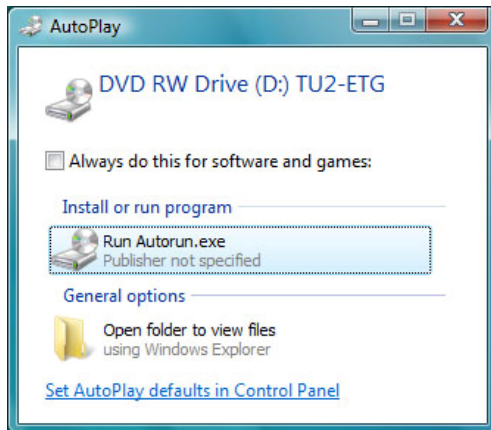 AutoPlay
DVD RW Drive (D:) TU2-ETG
Always do this for software and games:
Install or run program
Run Autorun.exe
Publisher not specified
General options
Open folder to view files
using Windows Explorer
Set AutoPlay defaults in Control Panel